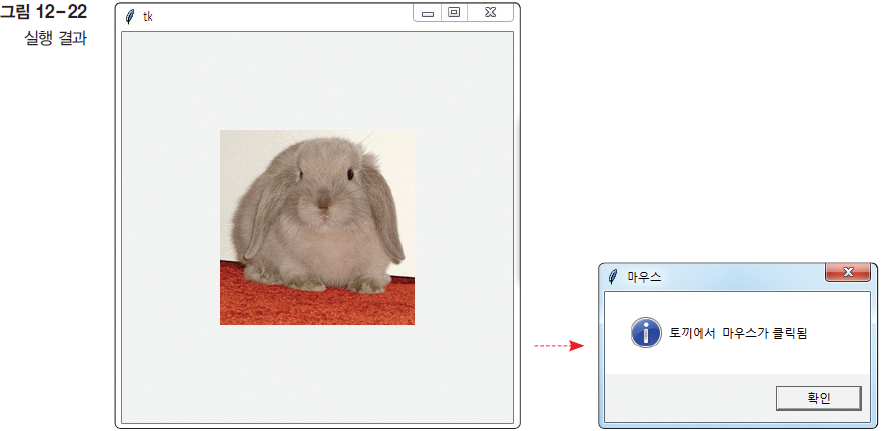 그림 12-22
실행 결과
tk
마우스
토끼에서 마우스가 클릭됨
확인